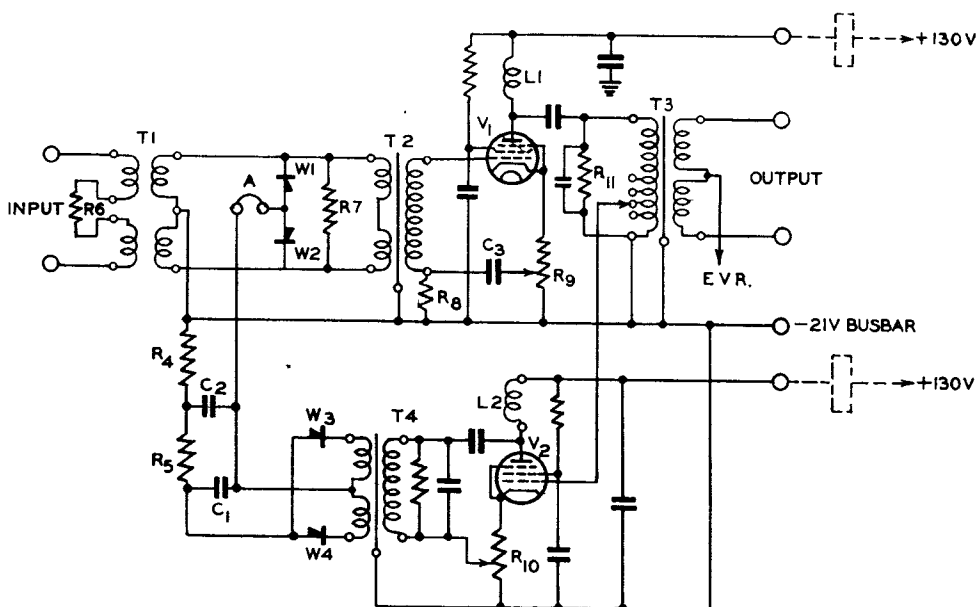 +130V
L1
V1
T3
T1
T2
W1
A
R7
R11
INPUT
R6
OUTPUT
W2
C3
R9
E.V.R.
R8
-21V BUSBAR
R4
C2
+130V
L2
W3
T4
V2
R5
C1
W4
R10